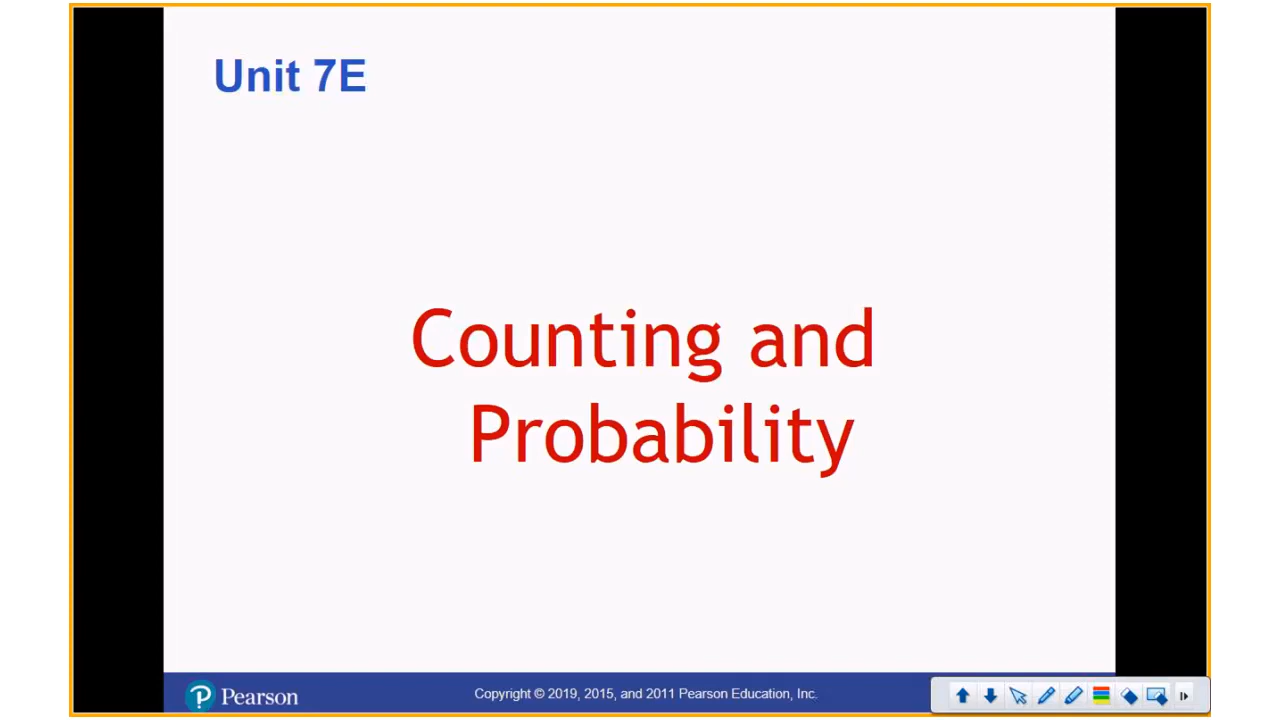 Unit 7E
Counting and
Probability
Pearson
Copyright © 2019, 2015, and 2011 Pearson Education, Inc.